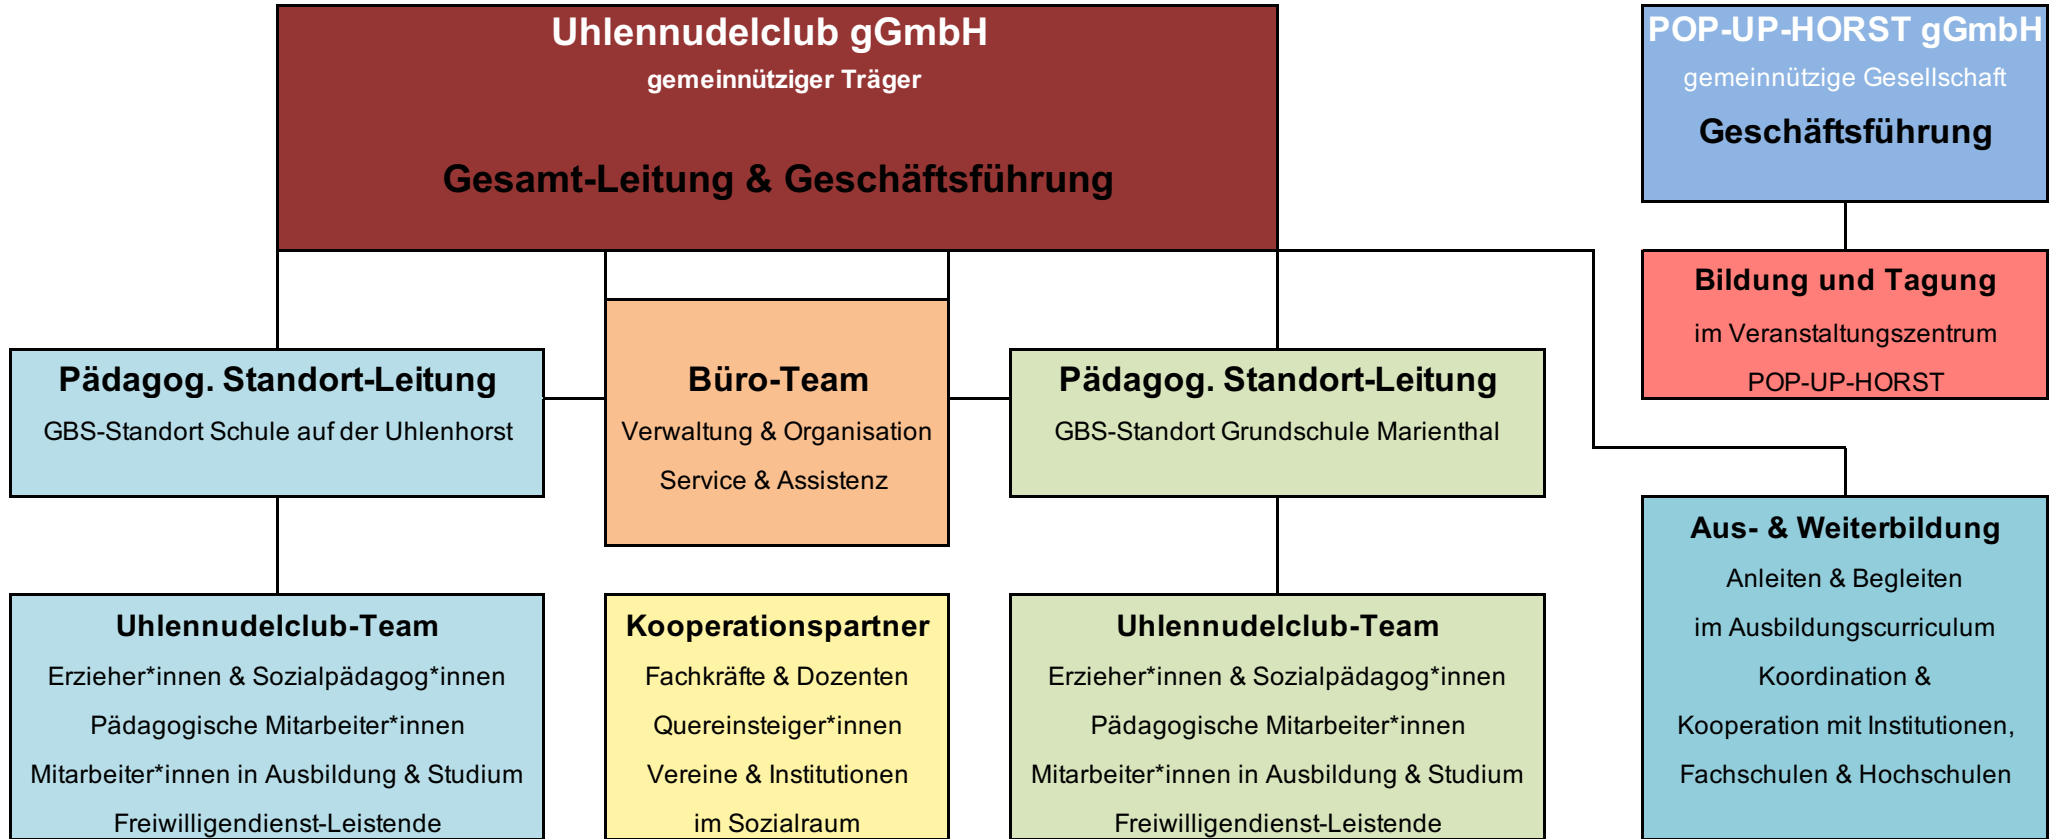 Uhlennudelclub gGmbH
gemeinnütziger Träger
Gesamt-Leitung & Geschäftsführung
POP-UP-HORST gGmbH
gemeinnützige Gesellschaft
Geschäftsführung
Bildung und Tagung
im Veranstaltungszentrum
POP-UP-HORST
Pädagog. Standort-Leitung
GBS-Standort Schule auf der Uhlenhorst
Büro-Team
Verwaltung & Organisation
Service & Assistenz
Pädagog. Standort-Leitung
GBS-Standort Grundschule Marienthal
Uhlennudelclub-Team
Erzieher*innen & Sozialpädagog*innen
Pädagogische Mitarbeiter*innen
Mitarbeiter*innen in Ausbildung & Studium
Freiwilligendienst-Leistende
Kooperationspartner
Fachkräfte & Dozenten
Quereinsteiger*innen
Vereine & Institutionen
im Sozialraum
Uhlennudelclub-Team
Erzieher*innen & Sozialpädagog*innen
Pädagogische Mitarbeiter*innen
Mitarbeiter*innen in Ausbildung & Studium
Freiwilligendienst-Leistende
Aus- & Weiterbildung
Anleiten & Begleiten
im Ausbildungscurriculum
Koordination &
Kooperation mit Institutionen,
Fachschulen & Hochschulen